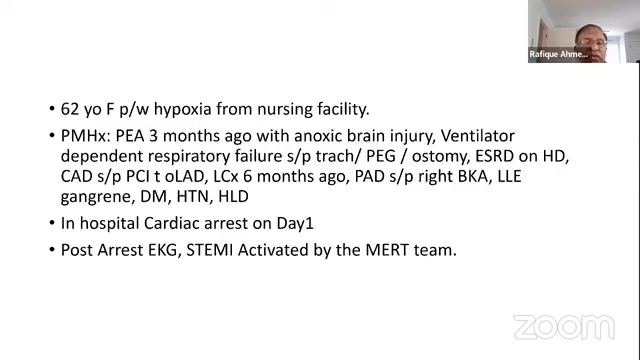 Rafique Ahme...
• 62 yo F p/w hypoxia from nursing facility.
• PMHx: PEA 3 months ago with anoxic brain injury, Ventilator
dependent respiratory failure s/p trach/ PEG / ostomy, ESRD on HD,
CAD s/p PCI t oLAD, LCx 6 months ago, PAD s/p right BKA, LLE
gangrene, DM, HTN, HLD
• In hospital Cardiac arrest on Day1
• Post Arrest EKG, STEMI Activated by the MERT team.
zoom